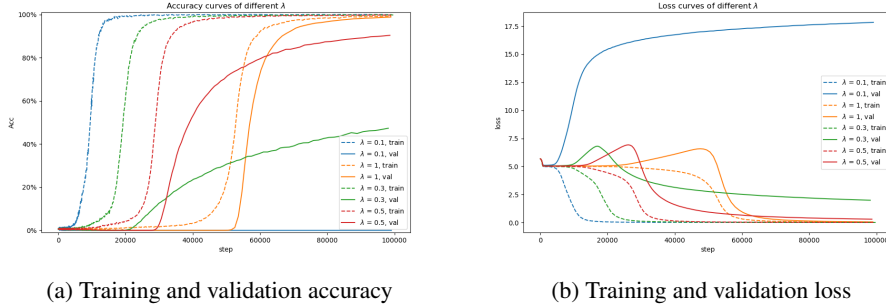 Accuracy curves of different λ
100%
80%
60%
40%
20%
0%
Acc
0
20000
40000
60000
80000
100000
step
λ = 0.1, train
λ = 0.1, val
λ = 1, train
λ = 1, val
λ = 0.3, train
λ = 0.3, val
λ = 0.5, train
λ = 0.5, val
(a) Training and validation accuracy
Loss curves of different λ
17.5
15.0
12.5
10.0
7.5
5.0
2.5
0.0
loss
0
20000
40000
60000
80000
100000
step
λ = 0.1, train
λ = 0.1, val
λ = 1, train
λ = 1, val
λ = 0.3, train
λ = 0.3, val
λ = 0.5, train
λ = 0.5, val
(b) Training and validation loss